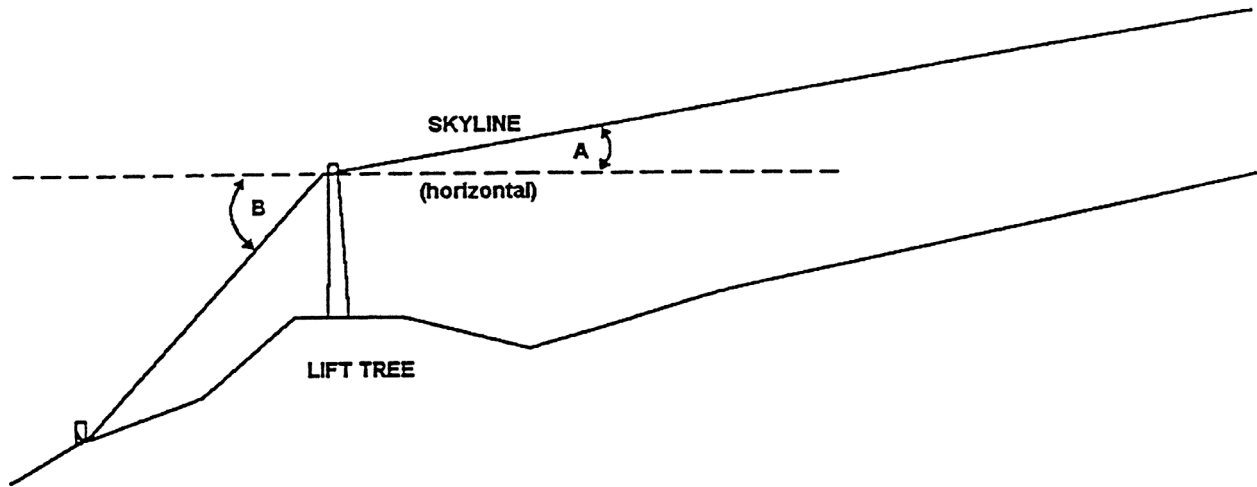 SKYLINE
A
(horizontal)
B
LIFT TREE